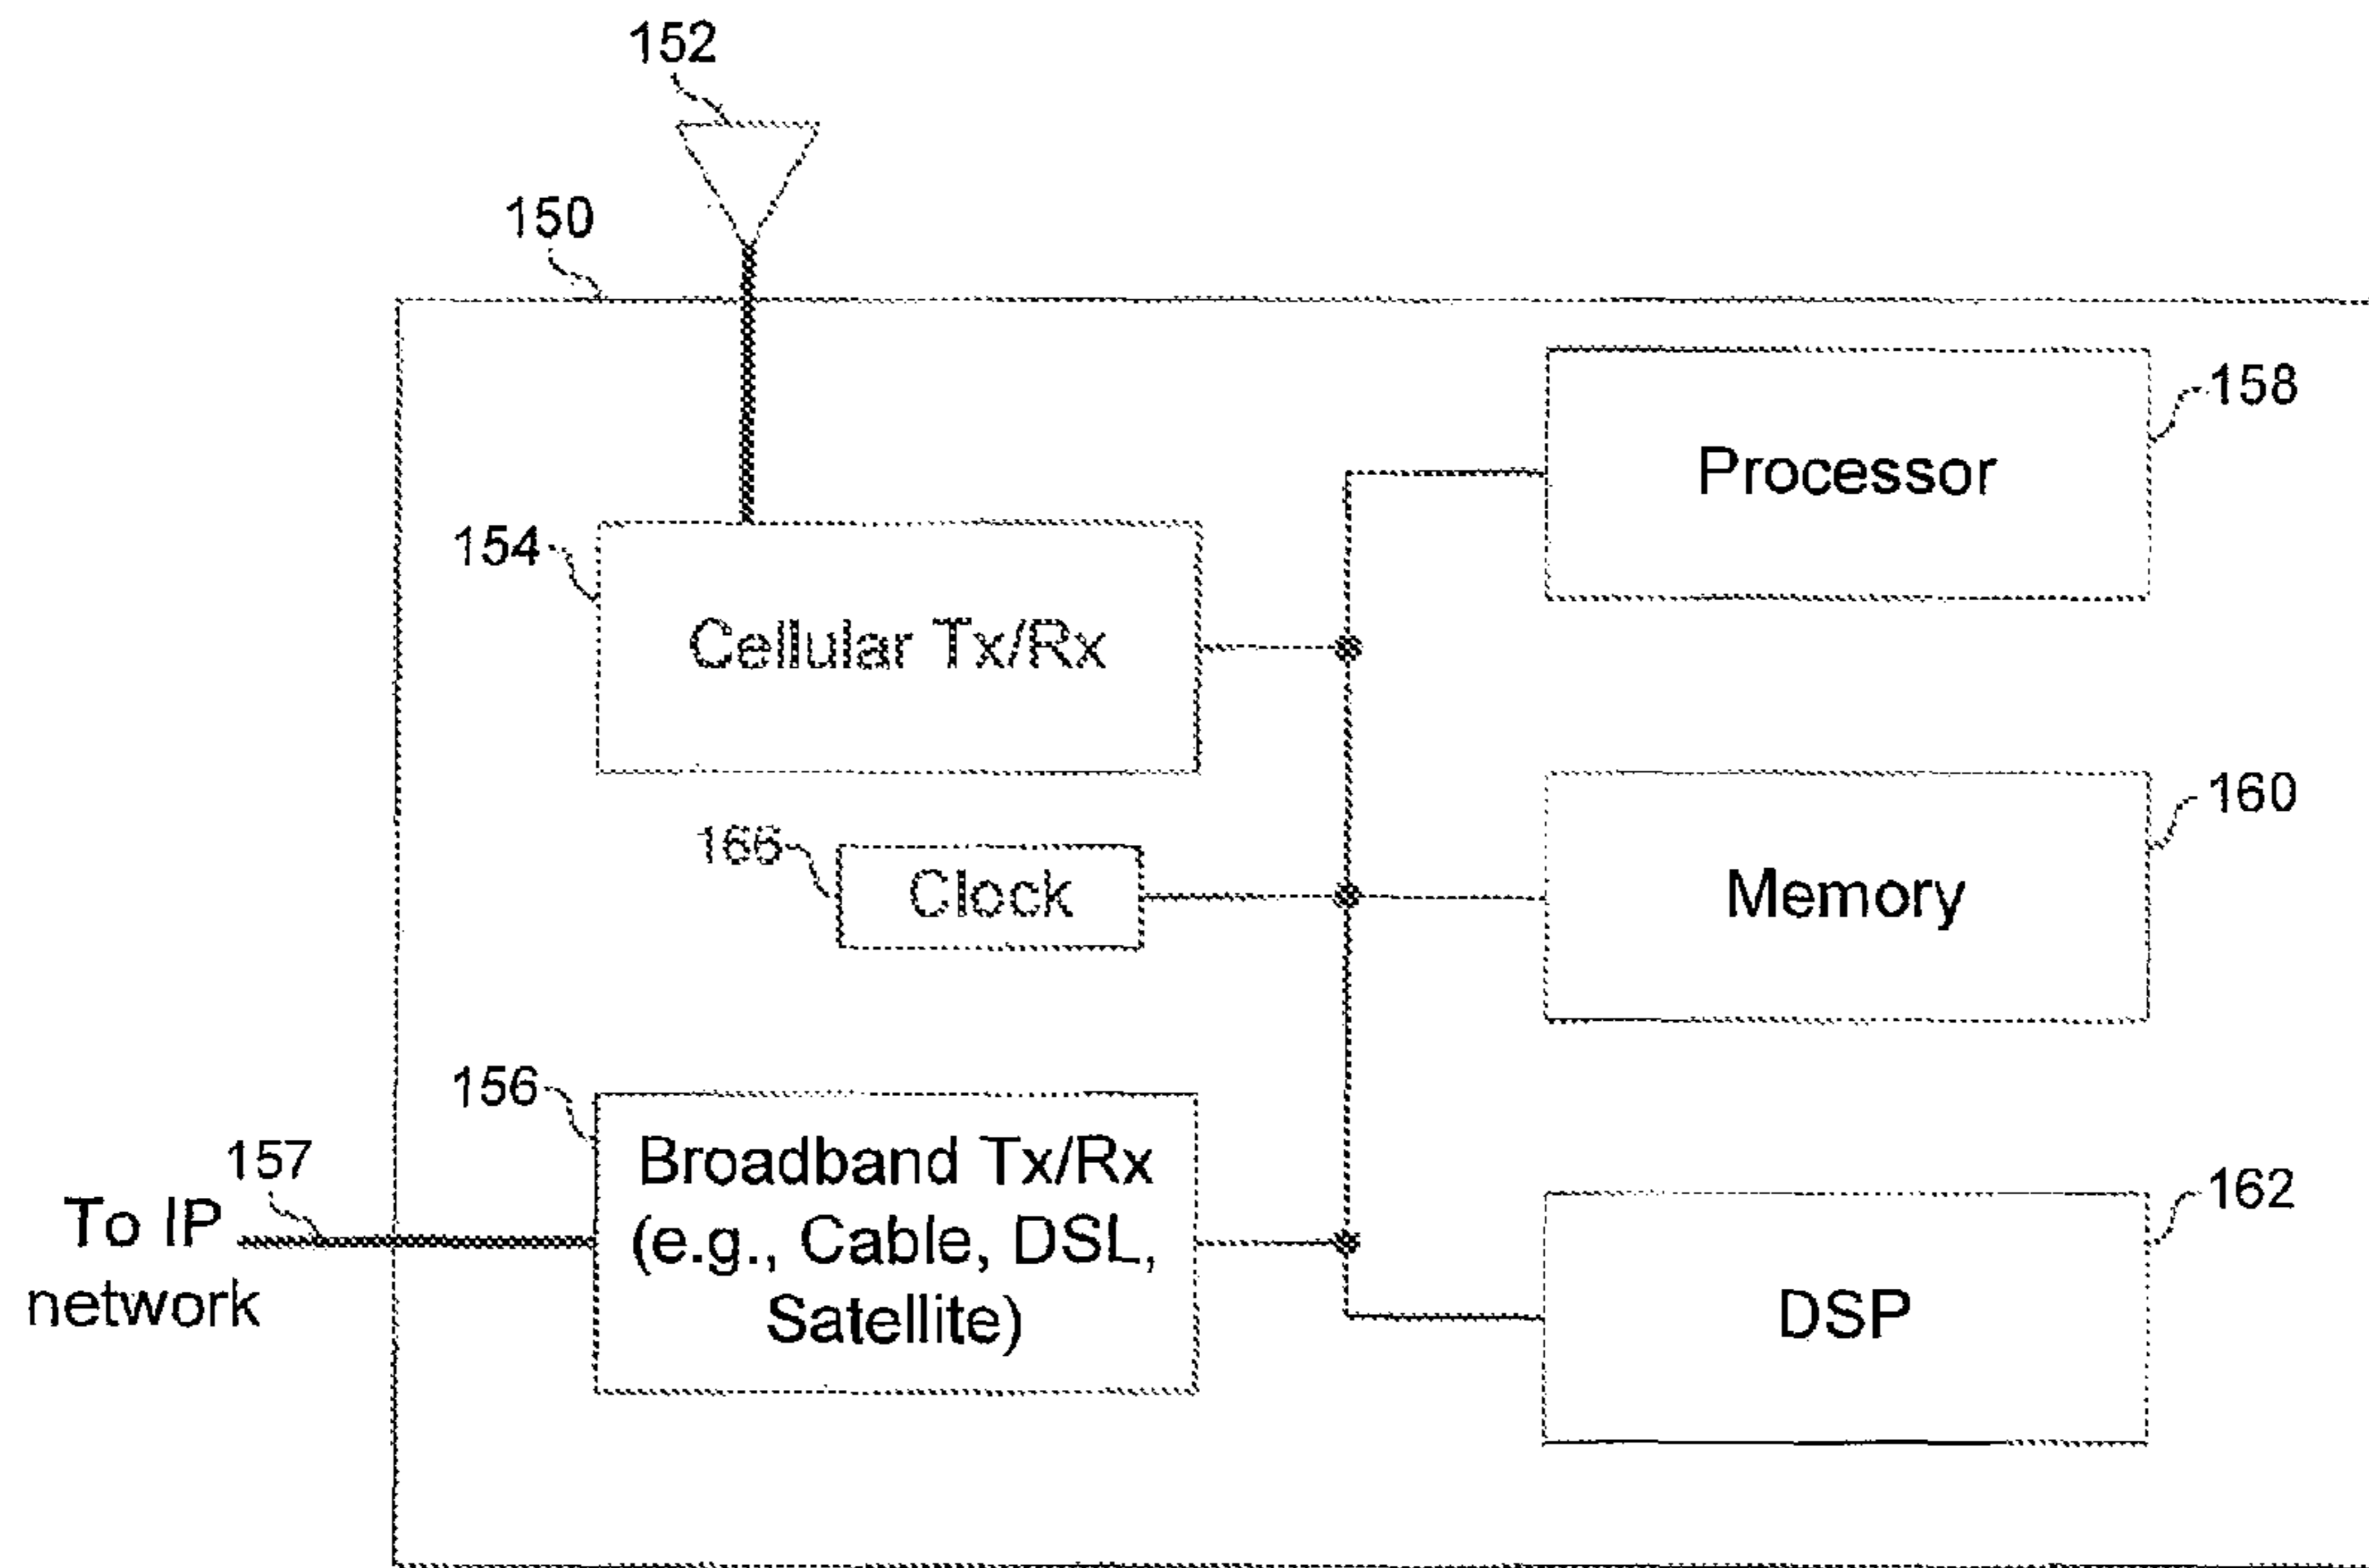 152
150
158
Processor
154
Cellular Tx/Rx
160
Clock
Memory
156
Broadband Tx/Rx
(e.g., Cable, DSL,
Satellite)
157
To IP
network
162
DSP